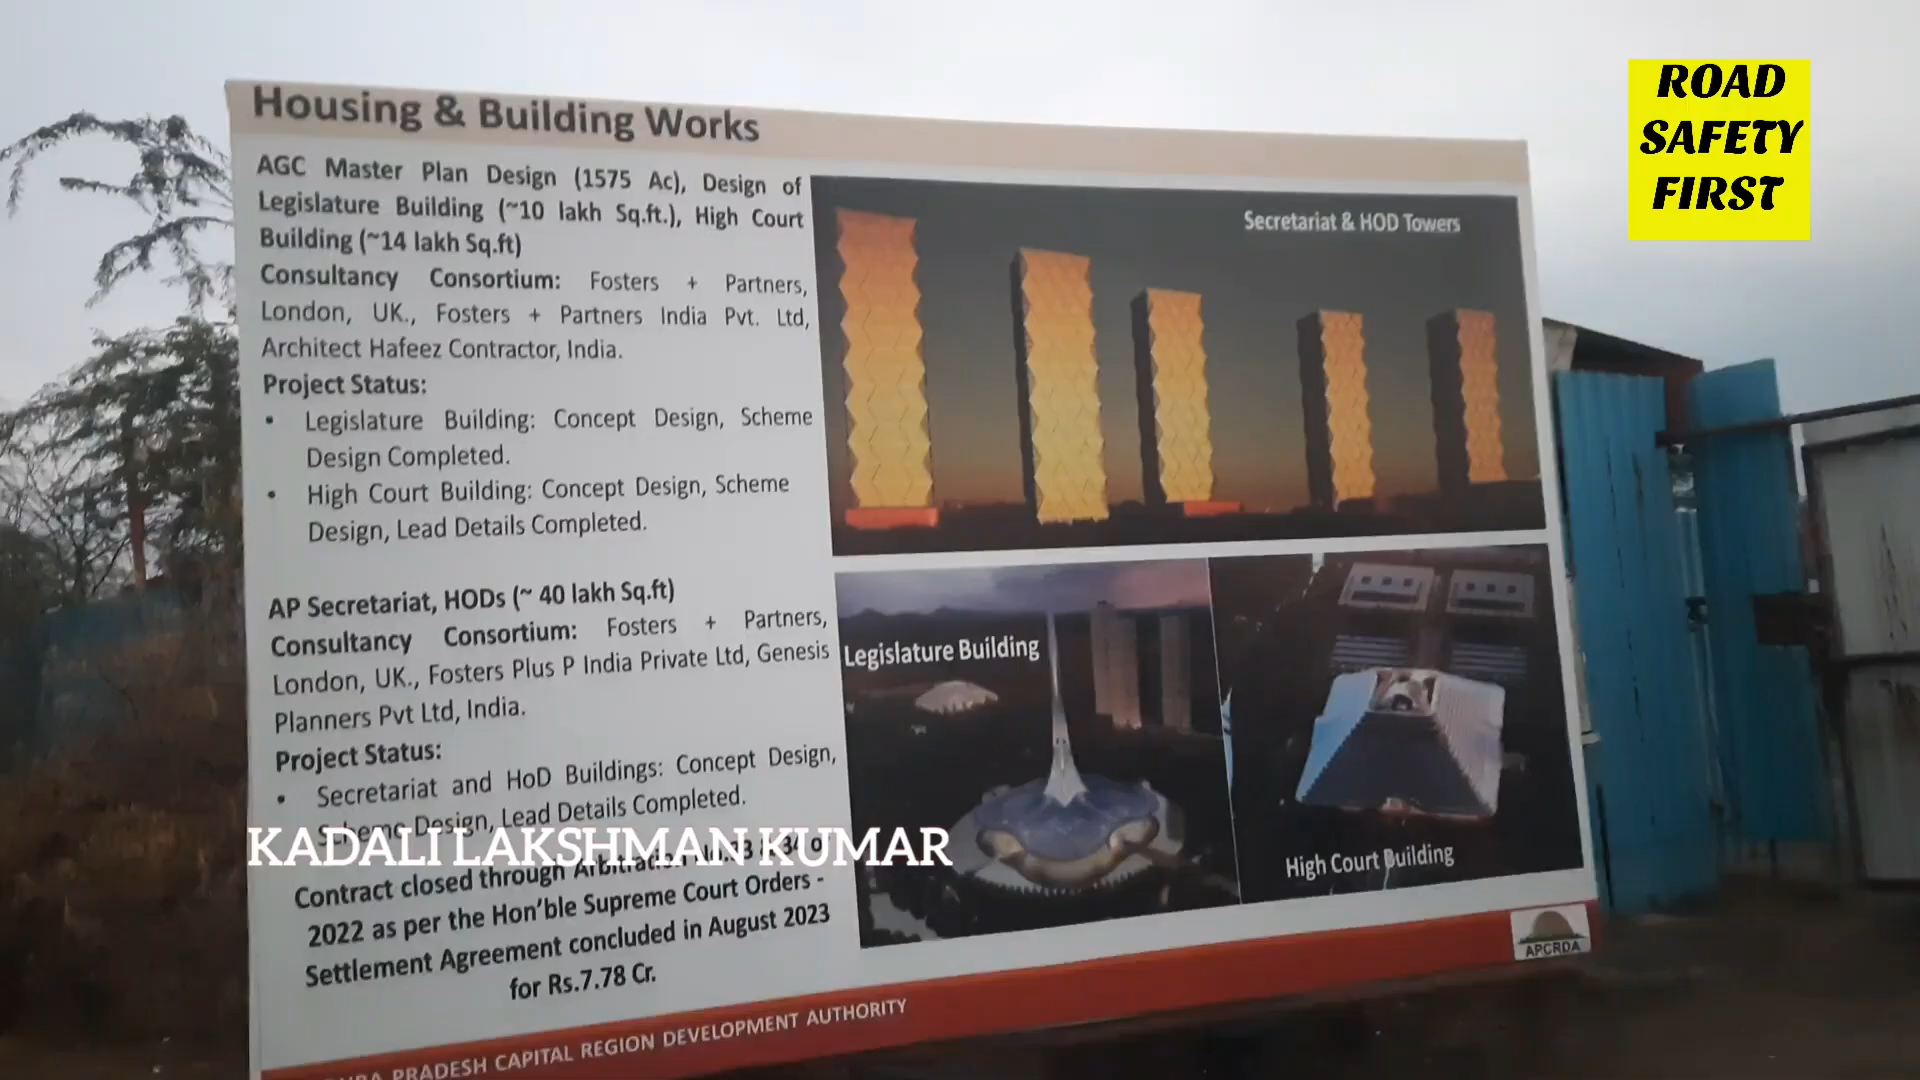 Housing & Building Works
AGC Master Plan Design (1575 Ac), Design of
Legislature Building (~10 lakh Sq.ft.), High Court
Building (~14 lakh Sq.ft)
Consultancy Consortium: Fosters + Partners,
London, UK., Fosters + Partners India Pvt. Ltd,
Architect Hafeez Contractor, India.
Project Status:
• Legislature Building: Concept Design, Scheme
Design Completed.
• High Court Building: Concept Design, Scheme
Design, Lead Details Completed.
AP Secretariat, HODs (~ 40 lakh Sq.ft)
Consultancy Consortium: Fosters + Partners,
London, UK., Fosters Plus P India Private Ltd, Genesis
Planners Pvt Ltd, India.
Project Status:
• Secretariat and HoD Buildings: Concept Design,
Scheme Design, Lead Details Completed.
KADALI LAKSHMAN KUMAR
Contract closed through Arbitration
2022 as per the Hon'ble Supreme Court Orders -
Settlement Agreement concluded in August 2023
for Rs.7.78 Cr.
PRADESH CAPITAL REGION DEVELOPMENT AUTHORITY
Secretariat & HOD Towers
Legislature Building
High Court Building
APCRDA
ROAD
SAFETY
FIRST